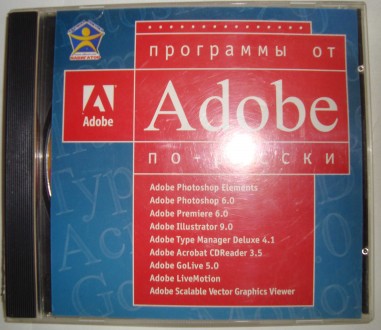 программы от
Adobe
Adobe
по-русски
Adobe Photoshop Elements
Adobe Photoshop 6.0
Adobe Premiere 6.0
Adobe Illustrator 9.0
Adobe Type Manager Deluxe 4.1
Adobe Acrobat CDReader 3.5
Adobe GoLive 5.0
Adobe LiveMotion
Adobe Scalable Vector Graphics Viewer